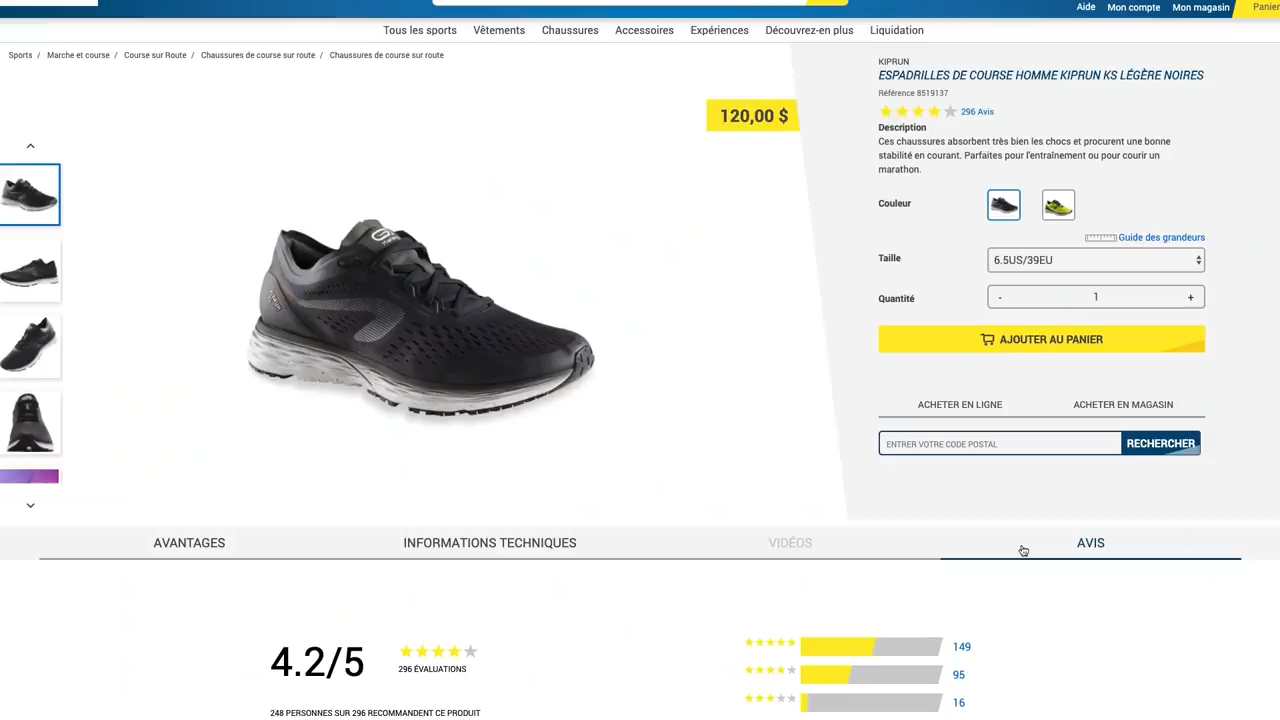 Aide Mon compte Mon magasin Panier
Tous les sports Vêtements Chaussures Accessoires Expériences Découvrez-en plus Liquidation
Sports / Marche et course / Course sur Route / Chaussures de course sur route / Chaussures de course sur route
120,00 $
KIPRUN
ESPADRILLES DE COURSE HOMME KIPRUN KS LÉGÈRE NOIRES
Référence 8519137
296 Avis
Description
Ces chaussures absorbent très bien les chocs et procurent une bonne
stabilité en courant. Parfaites pour l'entraînement ou pour courir un
marathon.
Couleur
Guide des grandeurs
Taille 6.5US/39EU
Quantité - 1 +
AJOUTER AU PANIER
ACHETER EN LIGNE ACHETER EN MAGASIN
ENTRER VOTRE CODE POSTAL RECHERCHER
AVANTAGES INFORMATIONS TECHNIQUES VIDÉOS AVIS
4.2/5
296 ÉVALUATIONS
248 PERSONNES SUR 296 RECOMMANDENT CE PRODUIT
149
95
16